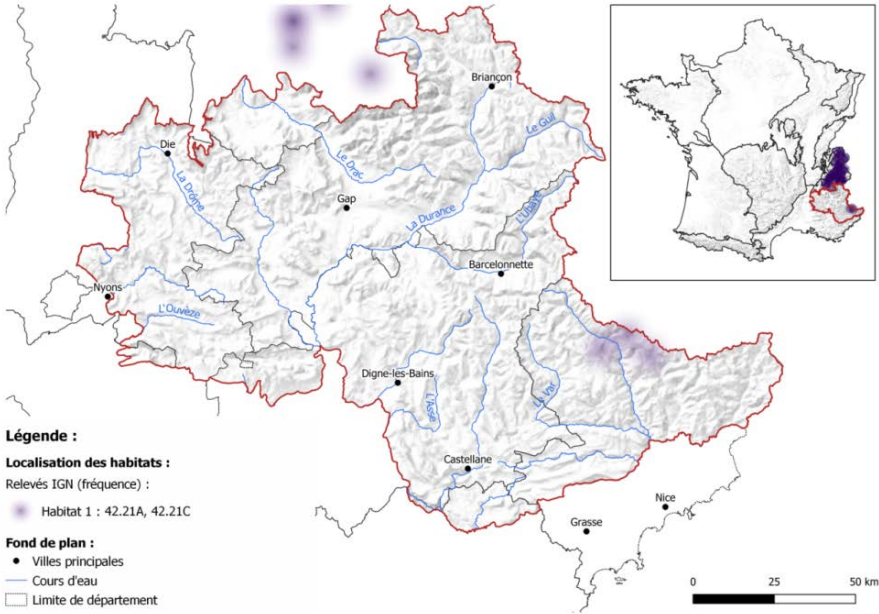 Briançon
Le Guil
Die
Le Drac
La Drôme
Gap
La Durance
L'Ubaye
Barcelonnette
Nyons
L'Ouvèze
Digne-les-Bains
L'Asse
Le Var
Castellane
Nice
Grasse
Légende :
Localisation des habitats :
Relevés IGN (fréquence) :
Habitat 1 : 42.21A, 42.21C
Fond de plan :
Villes principales
Cours d'eau
Limite de département
0 25 50 km